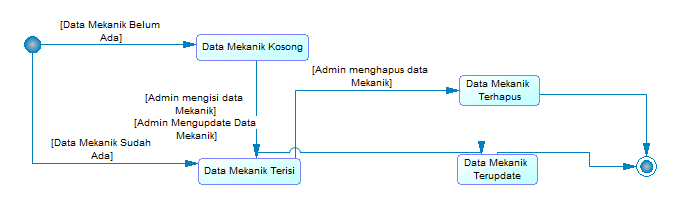 [Data Mekanik Belum
Ada]
Data Mekanik Kosong
[Admin menghapus data
Mekanik]
Data Mekanik
Terhapus
[Admin mengisi data
Mekanik]
[Admin Mengupdate Data
Mekanik]
[Data Mekanik Sudah
Ada]
Data Mekanik Terisi
Data Mekanik
Terupdate